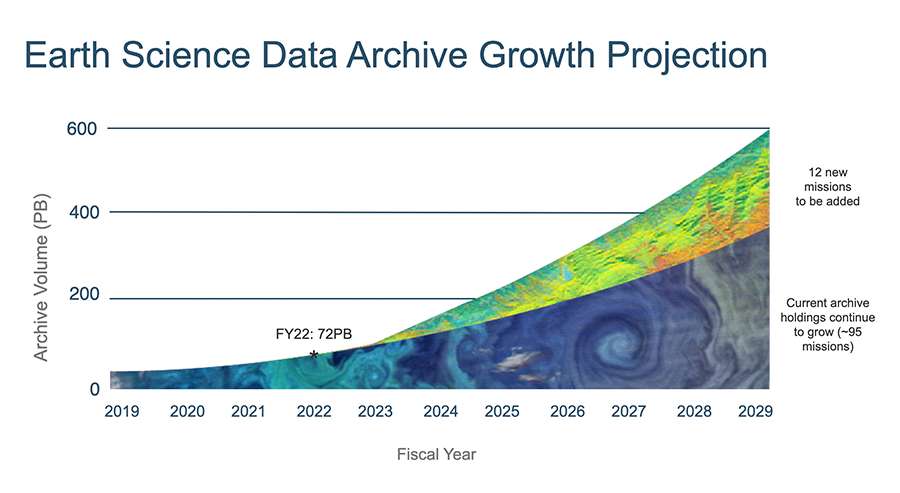 Earth Science Data Archive Growth Projection
600
400
200
0
Archive Volume (PB)
FY22: 72PB
*
12 new
missions
to be added
Current archive
holdings continue
to grow (~95
missions)
2019 2020 2021 2022 2023 2024 2025 2026 2027 2028 2029
Fiscal Year